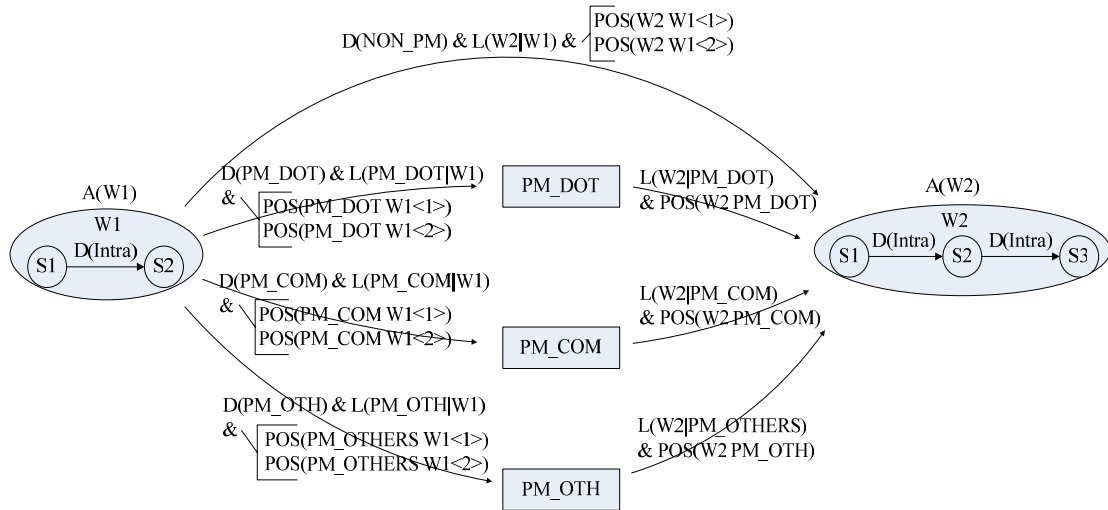 D(NON_PM) & L(W2|W1) &
POS(W2 W1<1>)
POS(W2 W1<2>)
A(W1)
W1
S1
D(Intra)
S2
D(PM_DOT) & L(PM_DOT|W1)
&
POS(PM_DOT W1<1>)
POS(PM_DOT W1<2>)
PM_DOT
L(W2|PM_DOT)
& POS(W2 PM_DOT)
D(PM_COM) & L(PM_COM|W1)
&
POS(PM_COM W1<1>)
POS(PM_COM W1<2>)
PM_COM
L(W2|PM_COM)
& POS(W2 PM_COM)
D(PM_OTH) & L(PM_OTH|W1)
&
POS(PM_OTHERS W1<1>)
POS(PM_OTHERS W1<2>)
PM_OTH
L(W2|PM_OTHERS)
& POS(W2 PM_OTH)
A(W2)
W2
S1
D(Intra)
S2
D(Intra)
S3